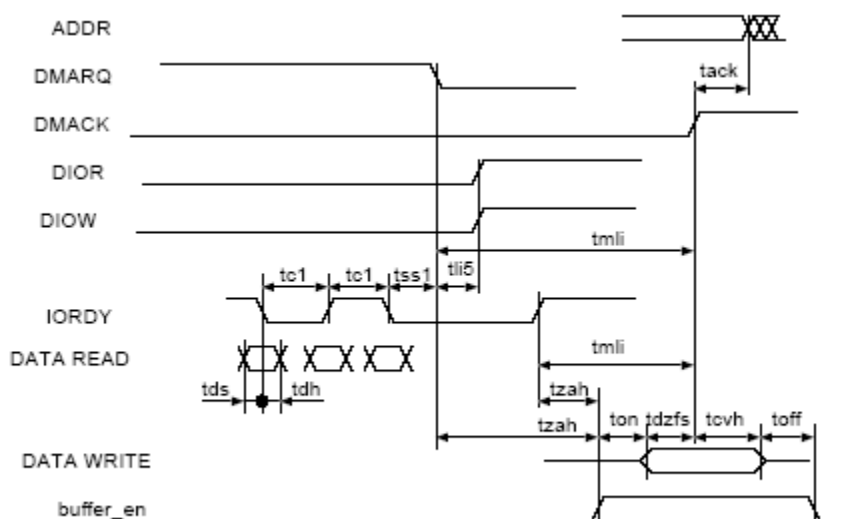 ADDR
DMARQ
tack
DMACK
DIOR
DIOW
tmli
tc1 tc1 tss1 tli5
IORDY
DATA READ
tmli
tds tdh
tzah
tzah ton tdzfs tcvh toff
DATA WRITE
buffer_en